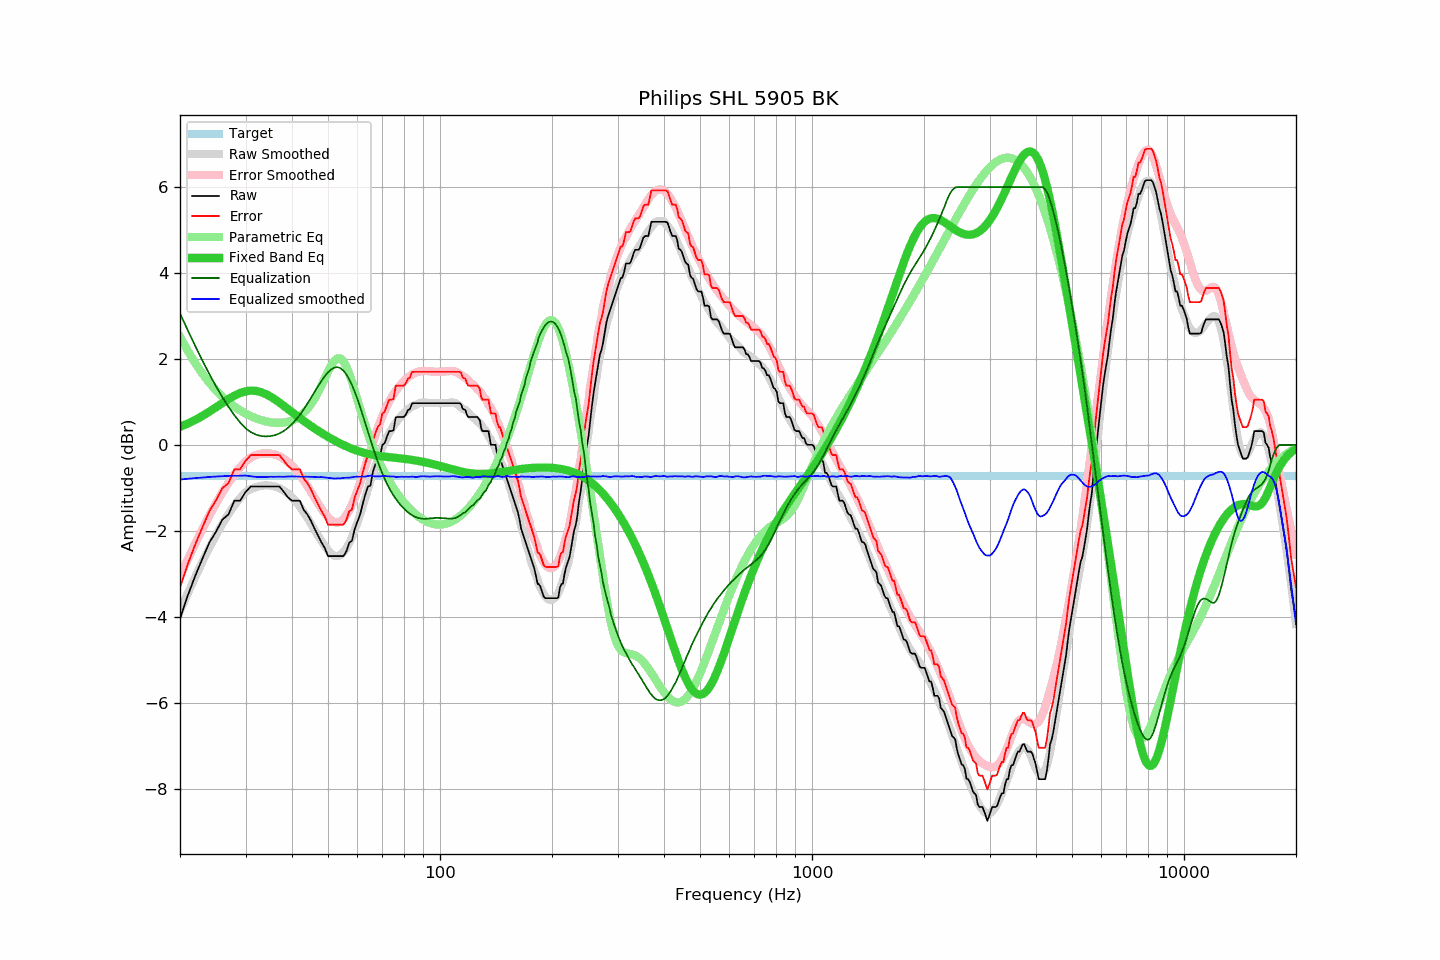 Philips SHL 5905 BK
Target
Raw Smoothed
Error Smoothed
Raw
Error
Parametric Eq
Fixed Band Eq
Equalization
Equalized smoothed
6
4
2
0
−2
−4
−6
−8
Amplitude (dBr)
100
1000
10000
Frequency (Hz)